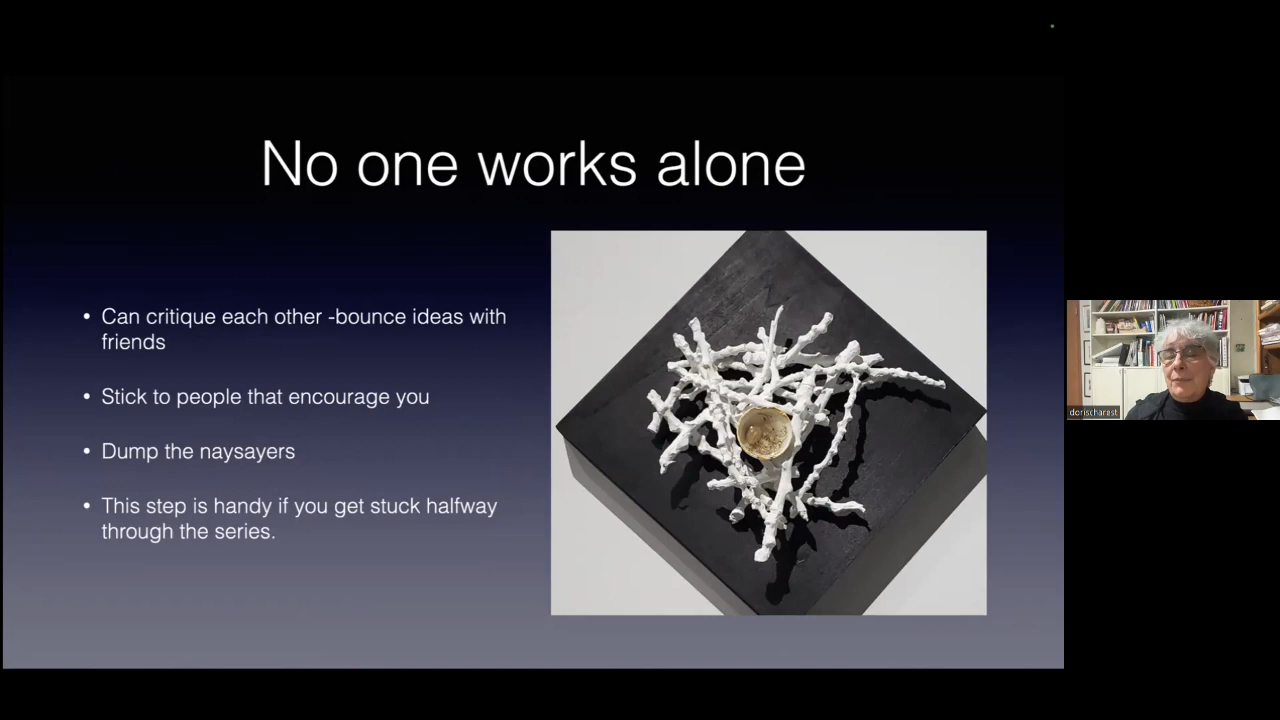 No one works alone
• Can critique each other -bounce ideas with
friends
• Stick to people that encourage you
• Dump the naysayers
• This step is handy if you get stuck halfway
through the series.
dorischarest